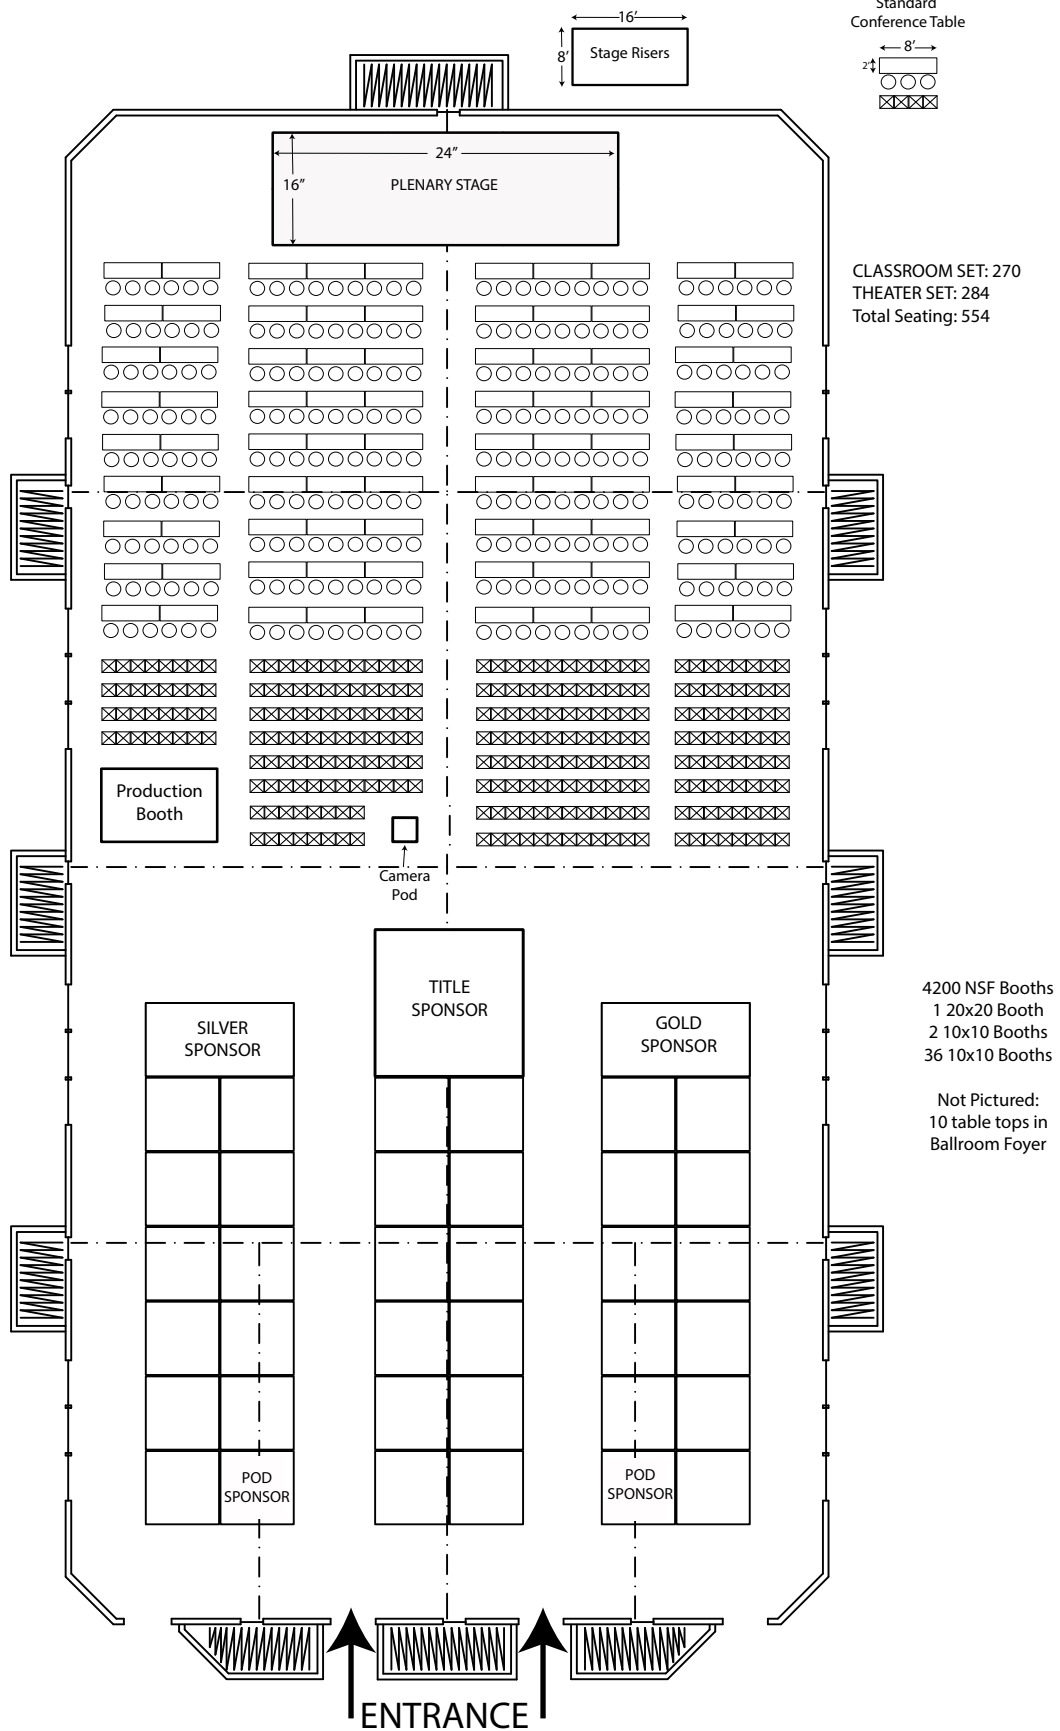 Standard
Conference Table
16’
8’
Stage Risers
8’
2’
24”
16”
PLENARY STAGE
CLASSROOM SET: 270
THEATER SET: 284
Total Seating: 554
Production
Booth
Camera
Pod
TITLE
SPONSOR
SILVER
SPONSOR
GOLD
SPONSOR
4200 NSF Booths
1 20x20 Booth
2 10x10 Booths
36 10x10 Booths
Not Pictured:
10 table tops in
Ballroom Foyer
POD
SPONSOR
POD
SPONSOR
ENTRANCE